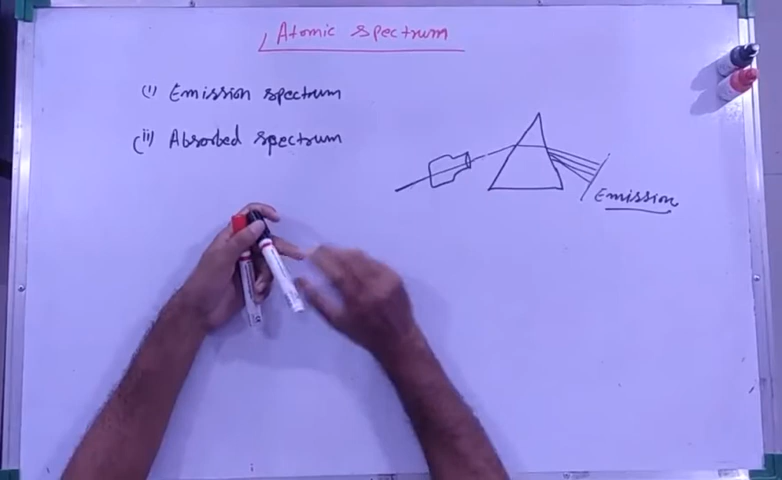 Atomic spectrum
(i) Emission spectrum
(ii) Absorbed spectrum
Emission